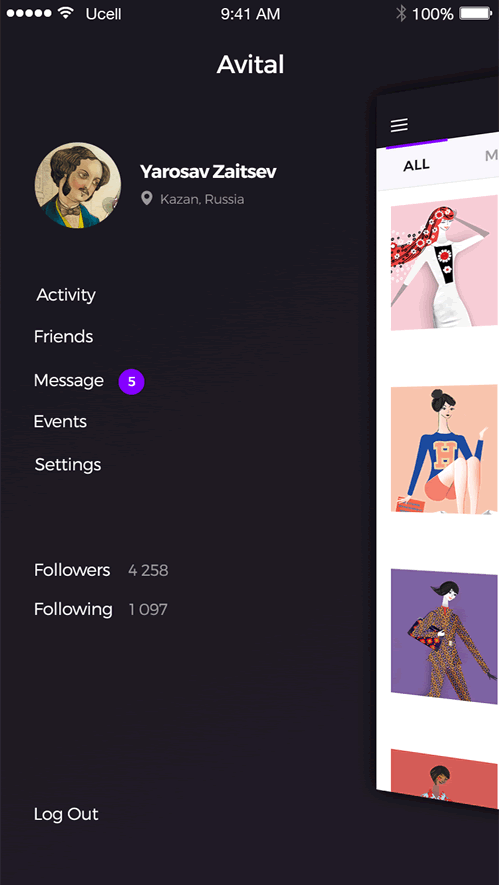 Ucell
9:41 AM
100%
Avital
Yarosav Zaitsev
Kazan, Russia
ALL
M
Activity
Friends
Message 5
Events
Settings
H
Followers 4 258
Following 1 097
Log Out